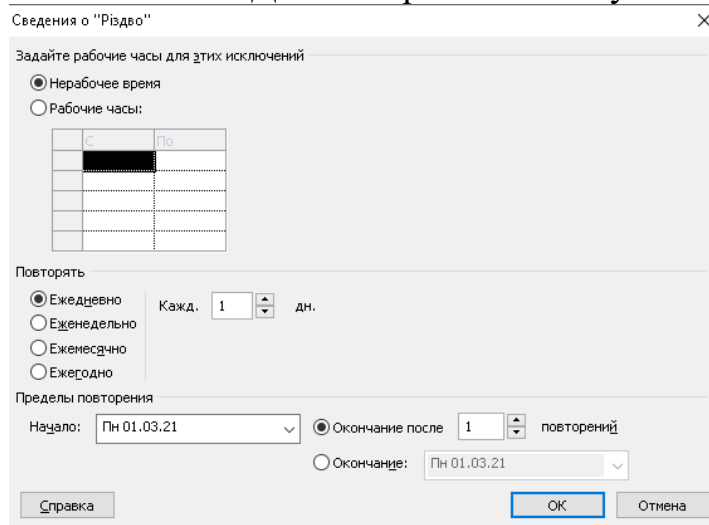 Сведения о "Різдво"
Задайте рабочие часы для этих исключений
Нерабочее время
Рабочие часы:
С По
Повторять
Ежедневно
Кажд. 1 дн.
Еженедельно
Ежемесячно
Ежегодно
Пределы повторения
Начало: Пн 01.03.21 Окончание после 1 повторений
Окончание: Пн 01.03.21
Справка ОК Отмена